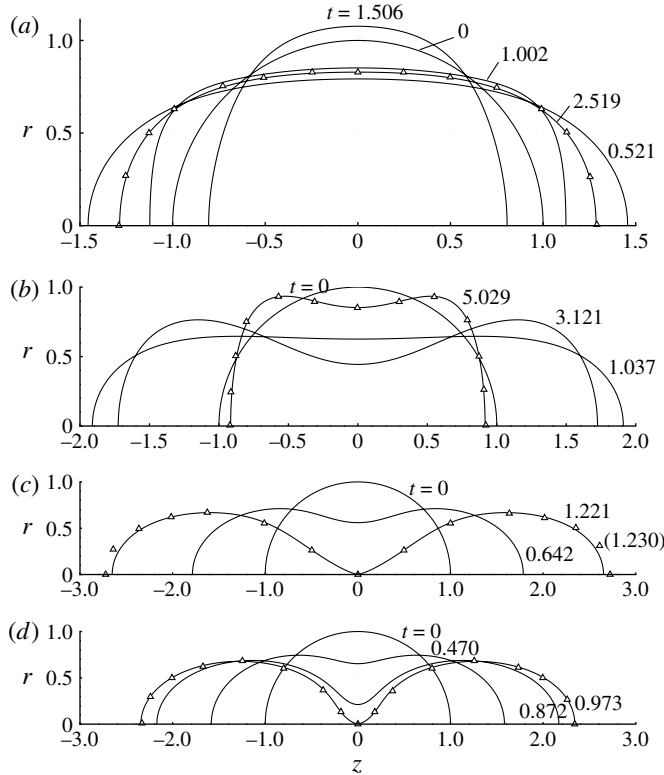 (a)
t = 1.506
0
1.002
2.519
0.521
1.0
0.5
0
r
−1.5 −1.0 −0.5 0 0.5 1.0 1.5
(b)
t = 0
5.029
3.121
1.037
1.0
0.5
0
r
−2.0 −1.5 −1.0 −0.5 0 0.5 1.0 1.5 2.0
(c)
t = 0
1.221
(1.230)
0.642
1.0
0.5
0
r
−3.0 −2.0 −1.0 0 1.0 2.0 3.0
(d)
t = 0
0.470
0.872
0.973
1.0
0.5
0
r
−3.0 −2.0 −1.0 0 1.0 2.0 3.0
z